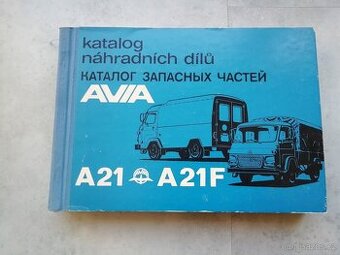 katalog
náhradních dílů
КАТАЛОГ ЗАПАСНЫХ ЧАСТЕЙ
AVIA
A21 A21F